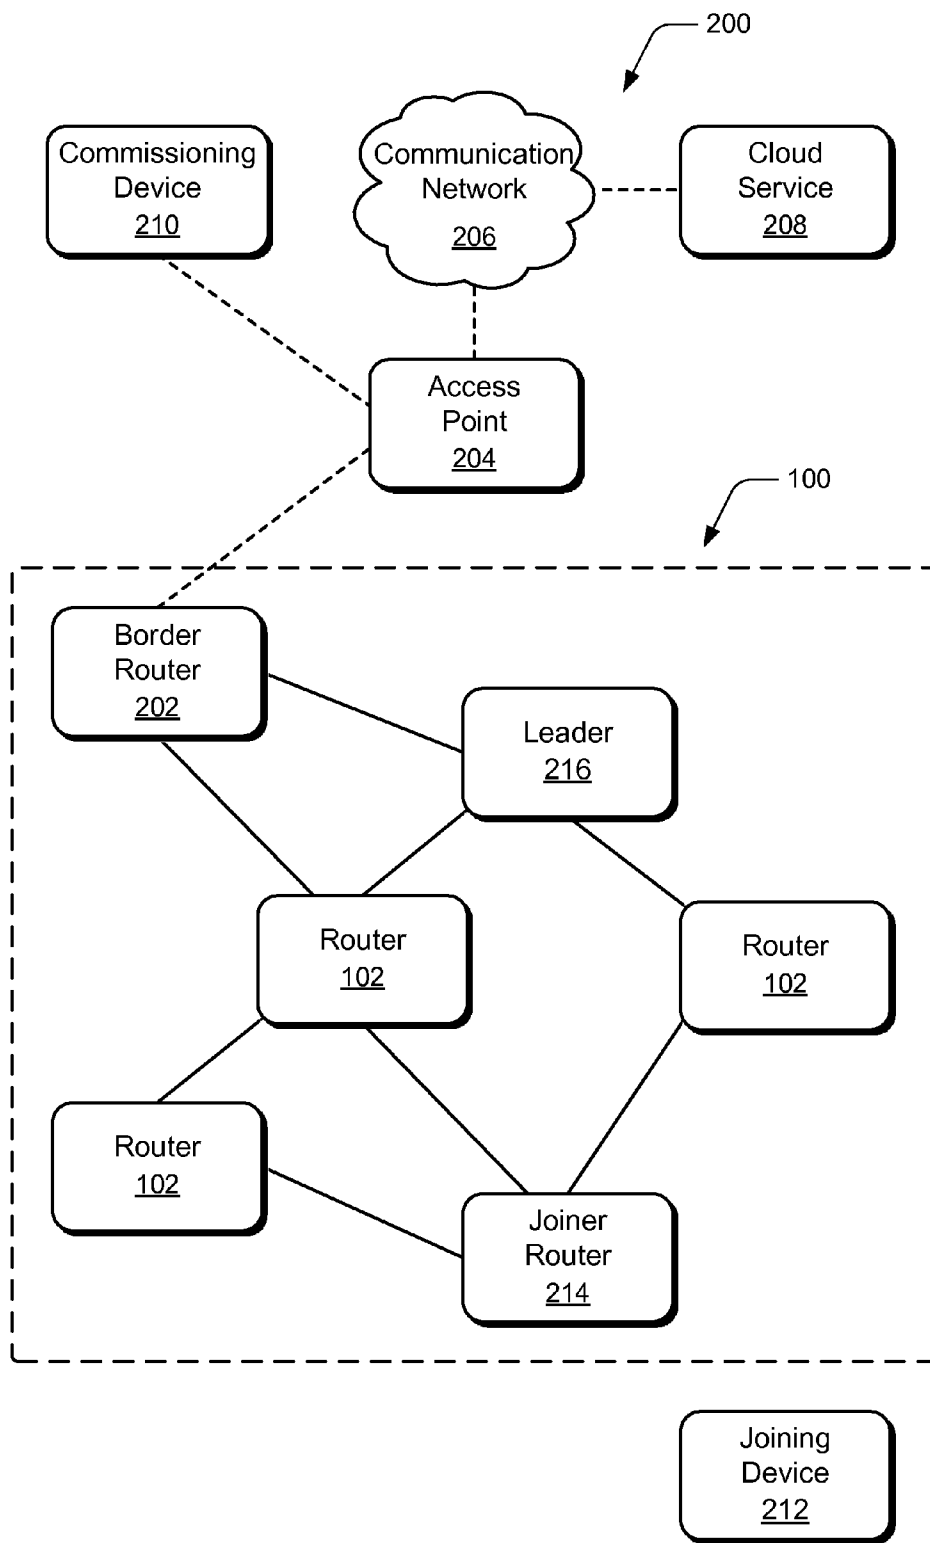 200
Commissioning
Device
210
Communication
Network
206
Cloud
Service
208
Access
Point
204
100
Border
Router
202
Leader
216
Router
102
Router
102
Router
102
Joiner
Router
214
Joining
Device
212